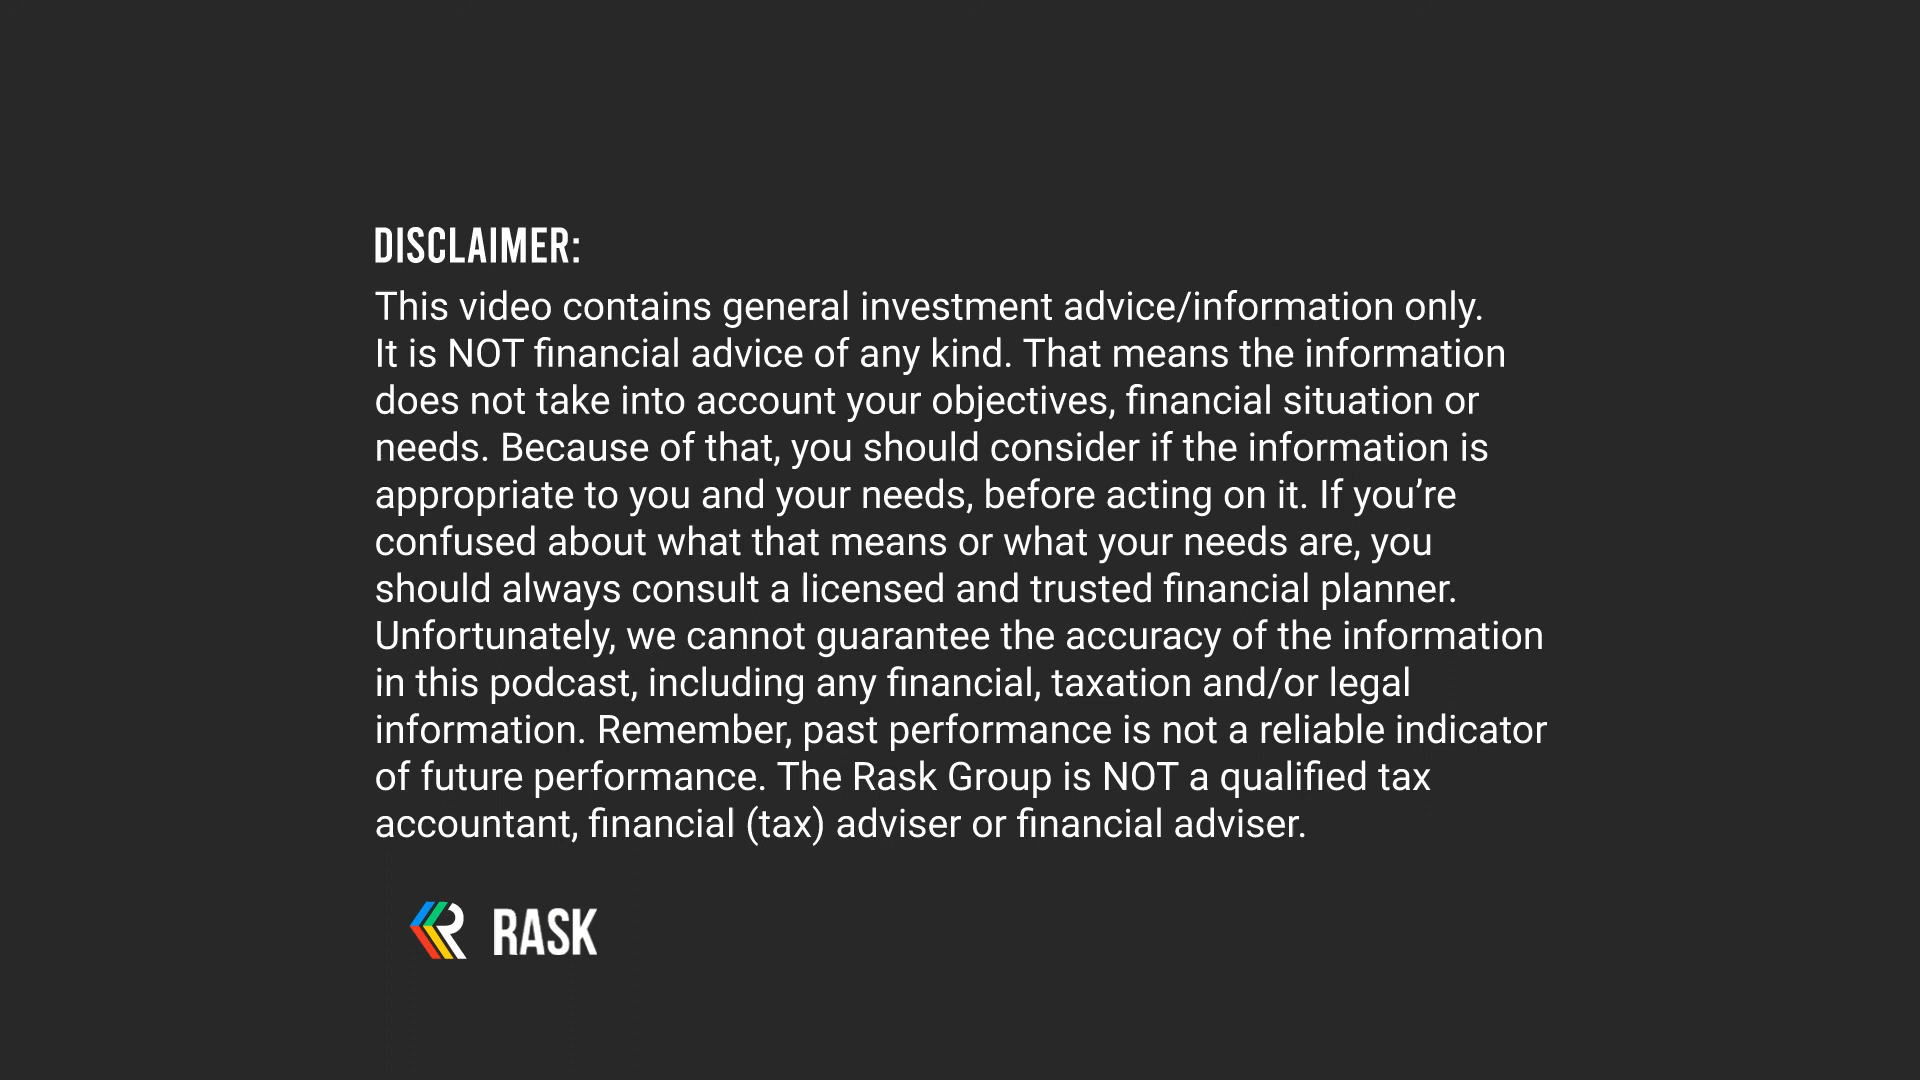 DISCLAIMER:
This video contains general investment advice/information only.
It is NOT financial advice of any kind. That means the information
does not take into account your objectives, financial situation or
needs. Because of that, you should consider if the information is
appropriate to you and your needs, before acting on it. If you’re
confused about what that means or what your needs are, you
should always consult a licensed and trusted financial planner.
Unfortunately, we cannot guarantee the accuracy of the information
in this podcast, including any financial, taxation and/or legal
information. Remember, past performance is not a reliable indicator
of future performance. The Rask Group is NOT a qualified tax
accountant, financial (tax) adviser or financial adviser.
RASK